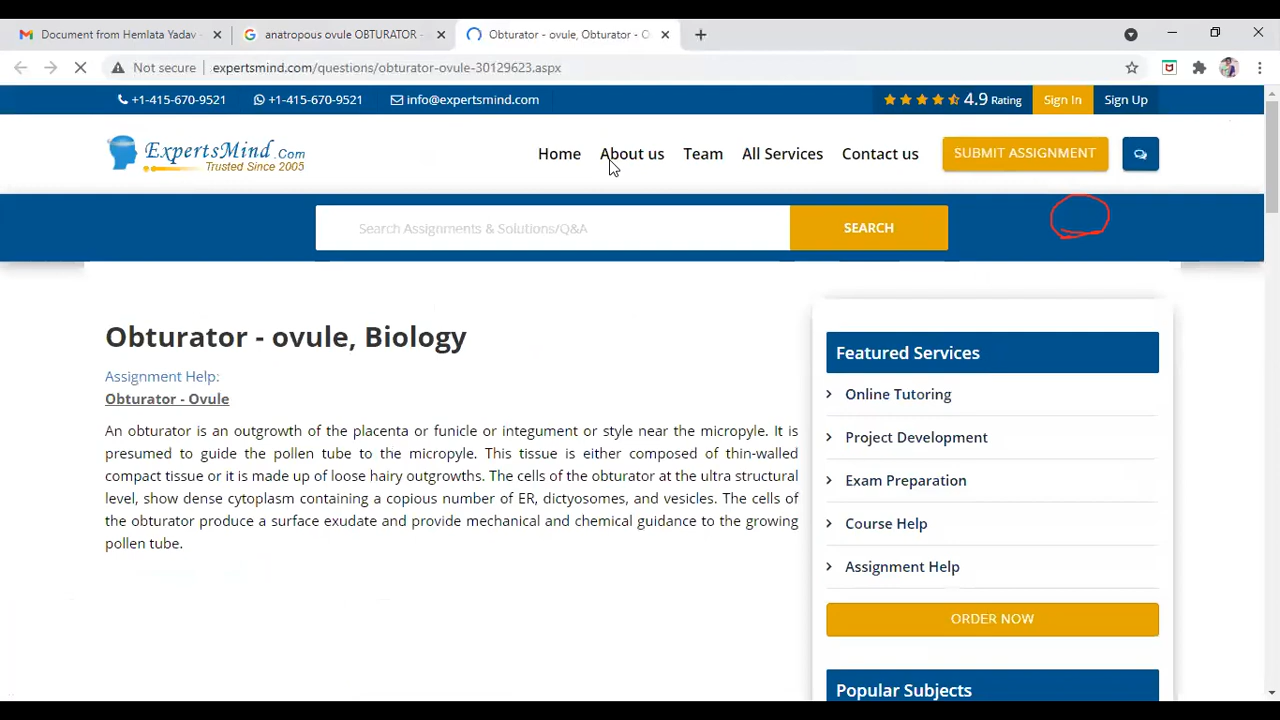 Document from Hemlata Yadav
anatropous ovule OBTURATOR -
Obturator - ovule, Obturator - O
Not secure
expertsmind.com/questions/obturator-ovule-30129623.aspx
+1-415-670-9521
+1-415-670-9521
info@expertsmind.com
4.9 Rating
Sign In
Sign Up
ExpertsMind.Com
Trusted Since 2005
Home
About us
Team
All Services
Contact us
SUBMIT ASSIGNMENT
Search Assignments & Solutions/Q&A
SEARCH
Obturator - ovule, Biology
Assignment Help:
Obturator - Ovule
An obturator is an outgrowth of the placenta or funicle or integument or style near the micropyle. It is
presumed to guide the pollen tube to the micropyle. This tissue is either composed of thin-walled
compact tissue or it is made up of loose hairy outgrowths. The cells of the obturator at the ultra structural
level, show dense cytoplasm containing a copious number of ER, dictyosomes, and vesicles. The cells of
the obturator produce a surface exudate and provide mechanical and chemical guidance to the growing
pollen tube.
Featured Services
Online Tutoring
Project Development
Exam Preparation
Course Help
Assignment Help
ORDER NOW
Popular Subjects